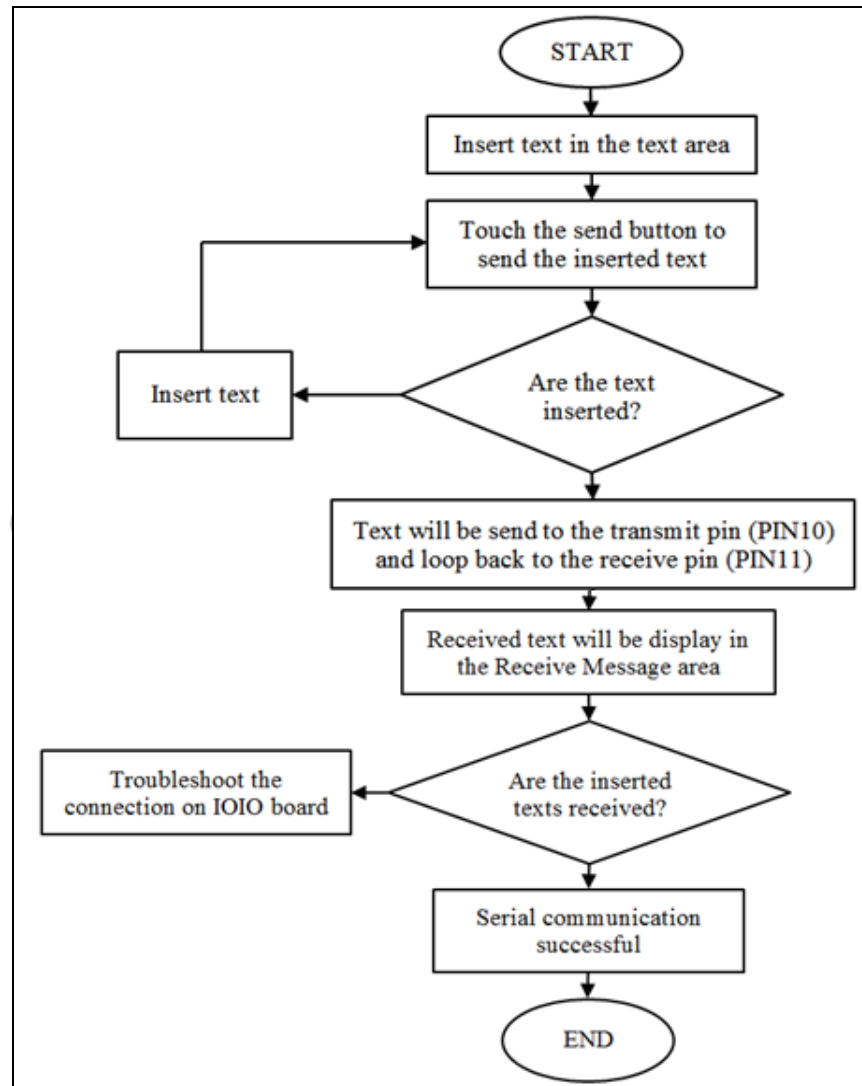 START
Insert text in the text area
Touch the send button to
send the inserted text
Are the text
inserted?
Insert text
Text will be send to the transmit pin (PIN10)
and loop back to the receive pin (PIN11)
Received text will be display in
the Receive Message area
Are the inserted
texts received?
Troubleshoot the
connection on IOIO board
Serial communication
successful
END